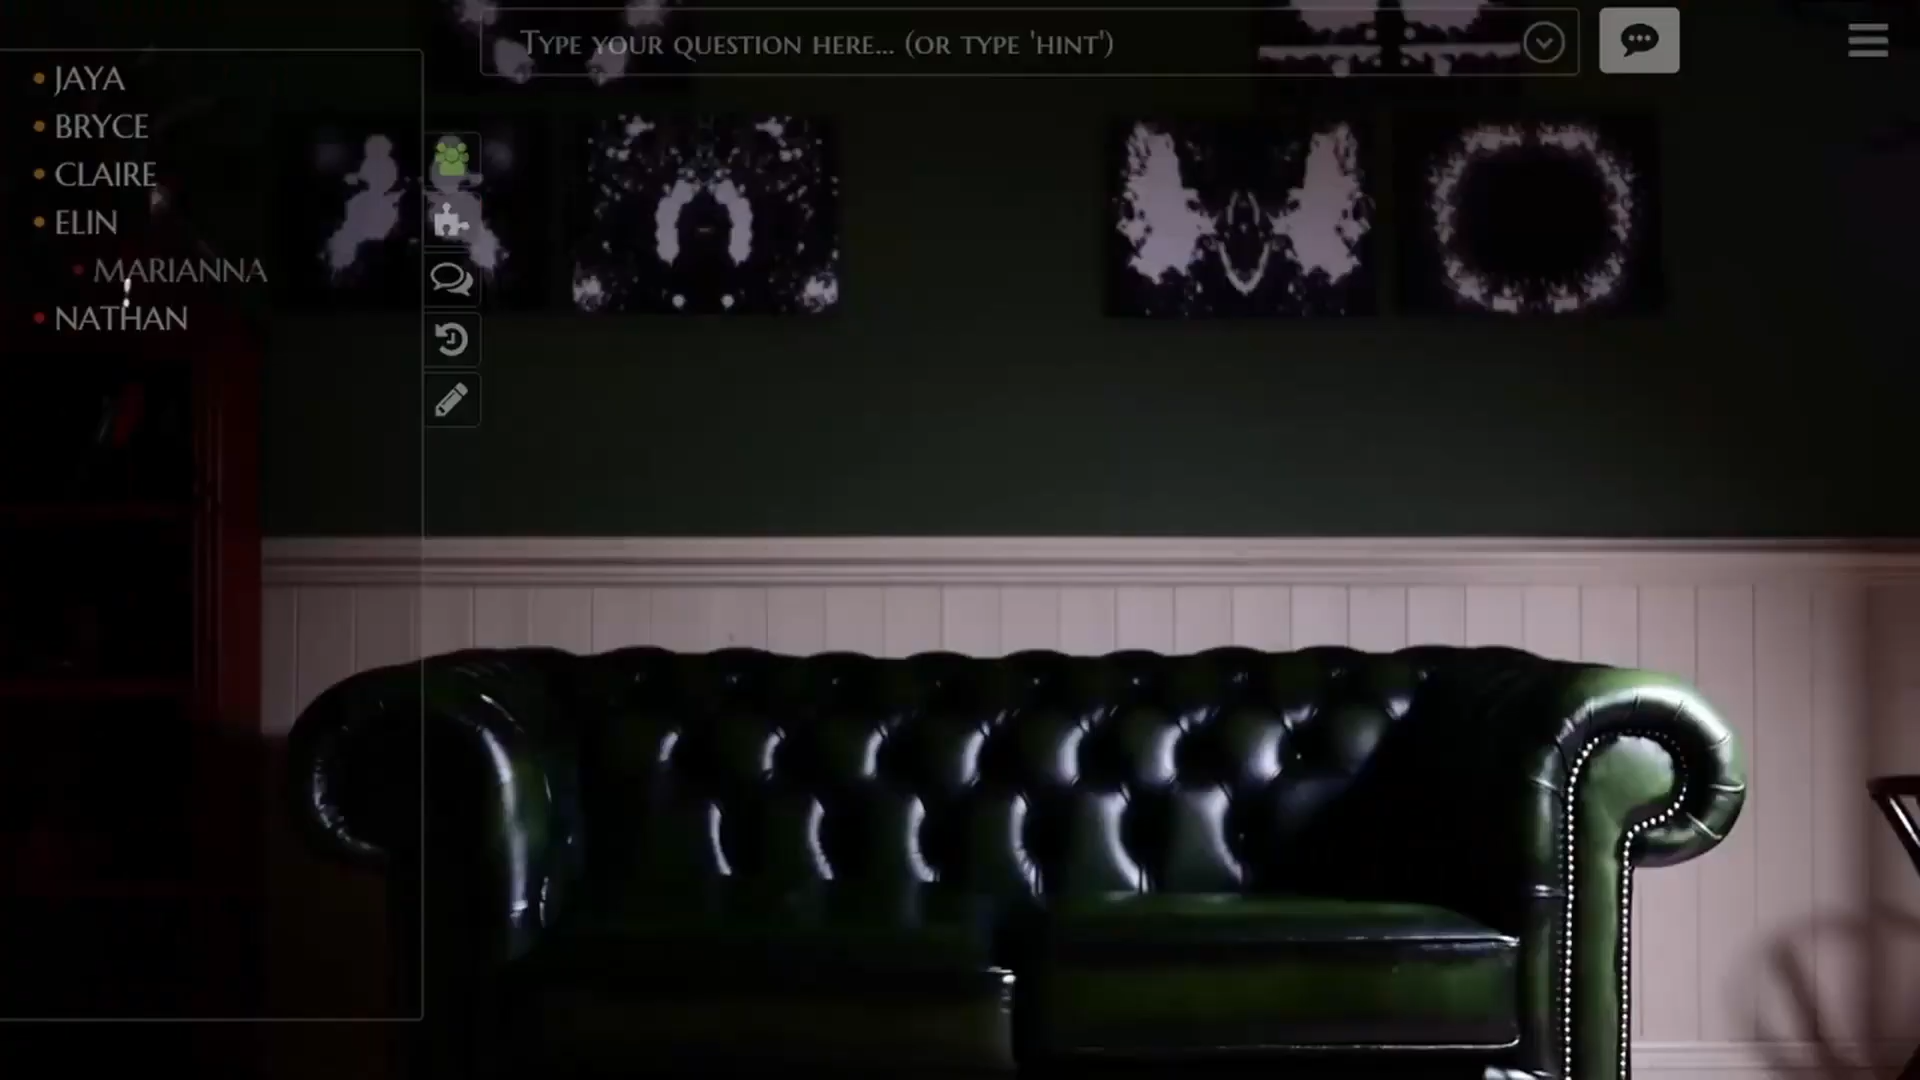 Type your question here... (or type 'hint')
JAYA
BRYCE
CLAIRE
ELIN
MARIANNA
NATHAN